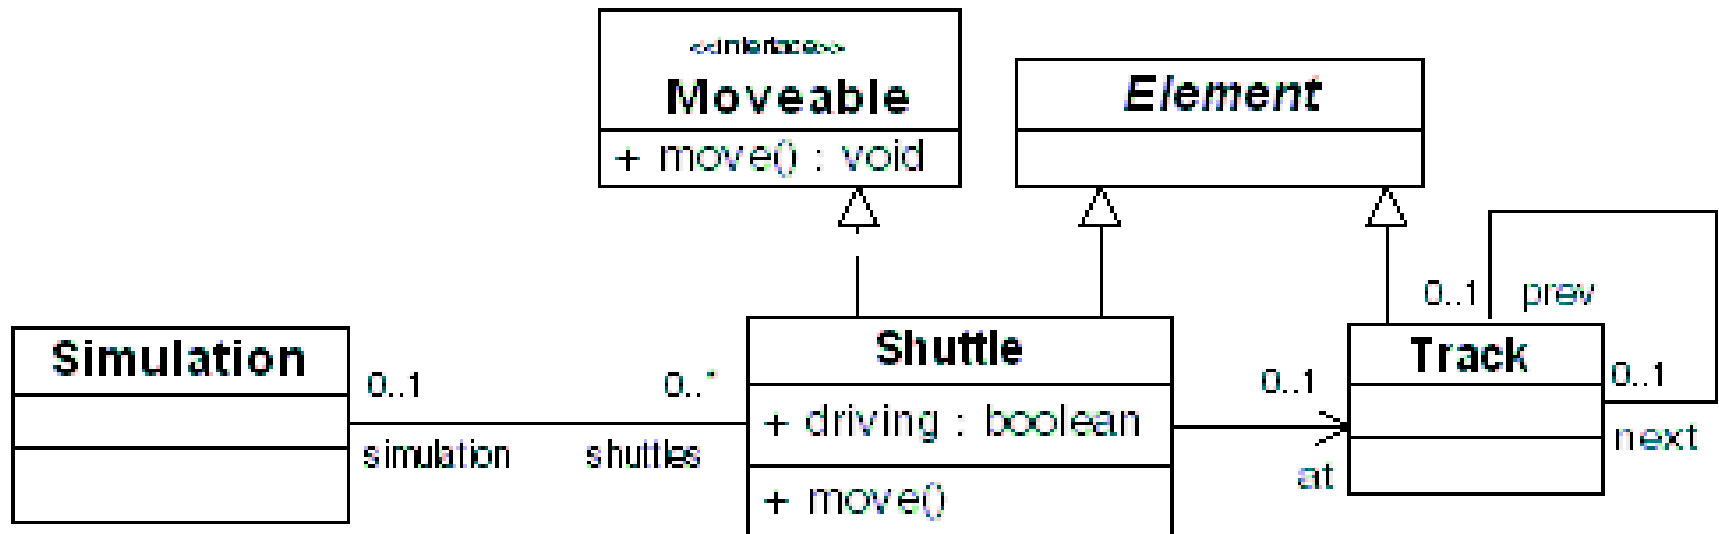 <<interface>>
Moveable
+ move() : void
Element
0..1 prev
Simulation
0..1
simulation
0..*
shuttles
Shuttle
+ driving : boolean
+ move()
0..1
at
Track
0..1
next